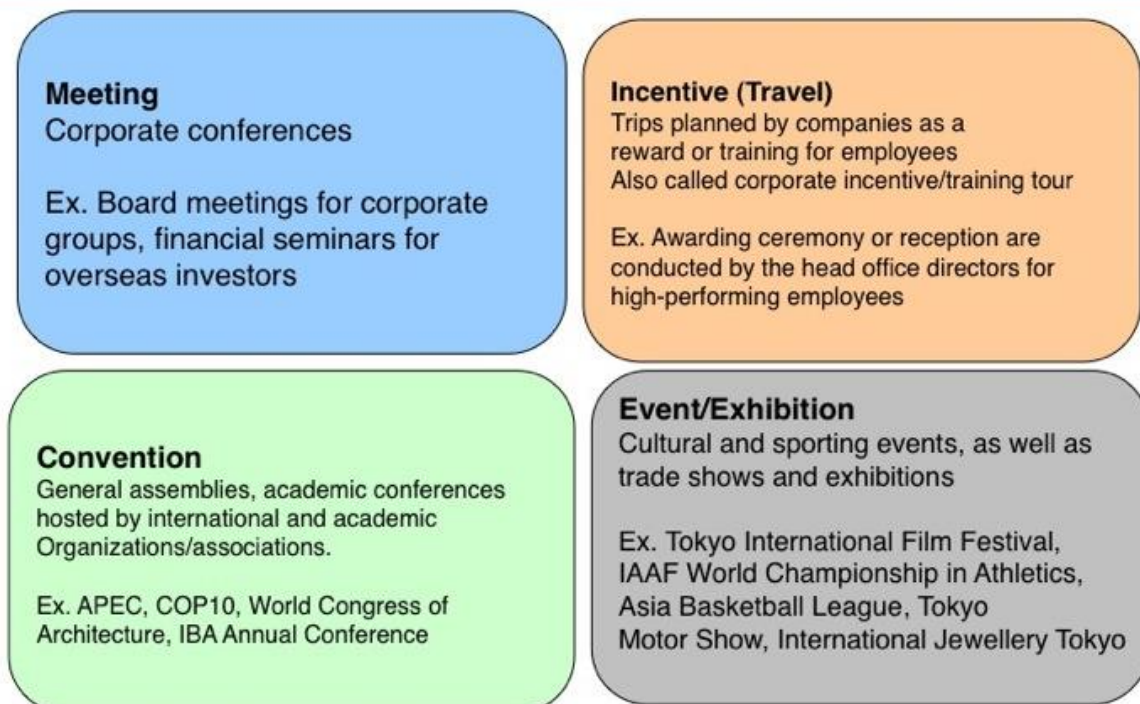 Meeting
Corporate conferences
Ex. Board meetings for corporate
groups, financial seminars for
overseas investors
Incentive (Travel)
Trips planned by companies as a
reward or training for employees
Also called corporate incentive/training tour
Ex. Awarding ceremony or reception are
conducted by the head office directors for
high-performing employees
Convention
General assemblies, academic conferences
hosted by international and academic
Organizations/associations.
Ex. APEC, COP10, World Congress of
Architecture, IBA Annual Conference
Event/Exhibition
Cultural and sporting events, as well as
trade shows and exhibitions
Ex. Tokyo International Film Festival,
IAAF World Championship in Athletics,
Asia Basketball League, Tokyo
Motor Show, International Jewellery Tokyo